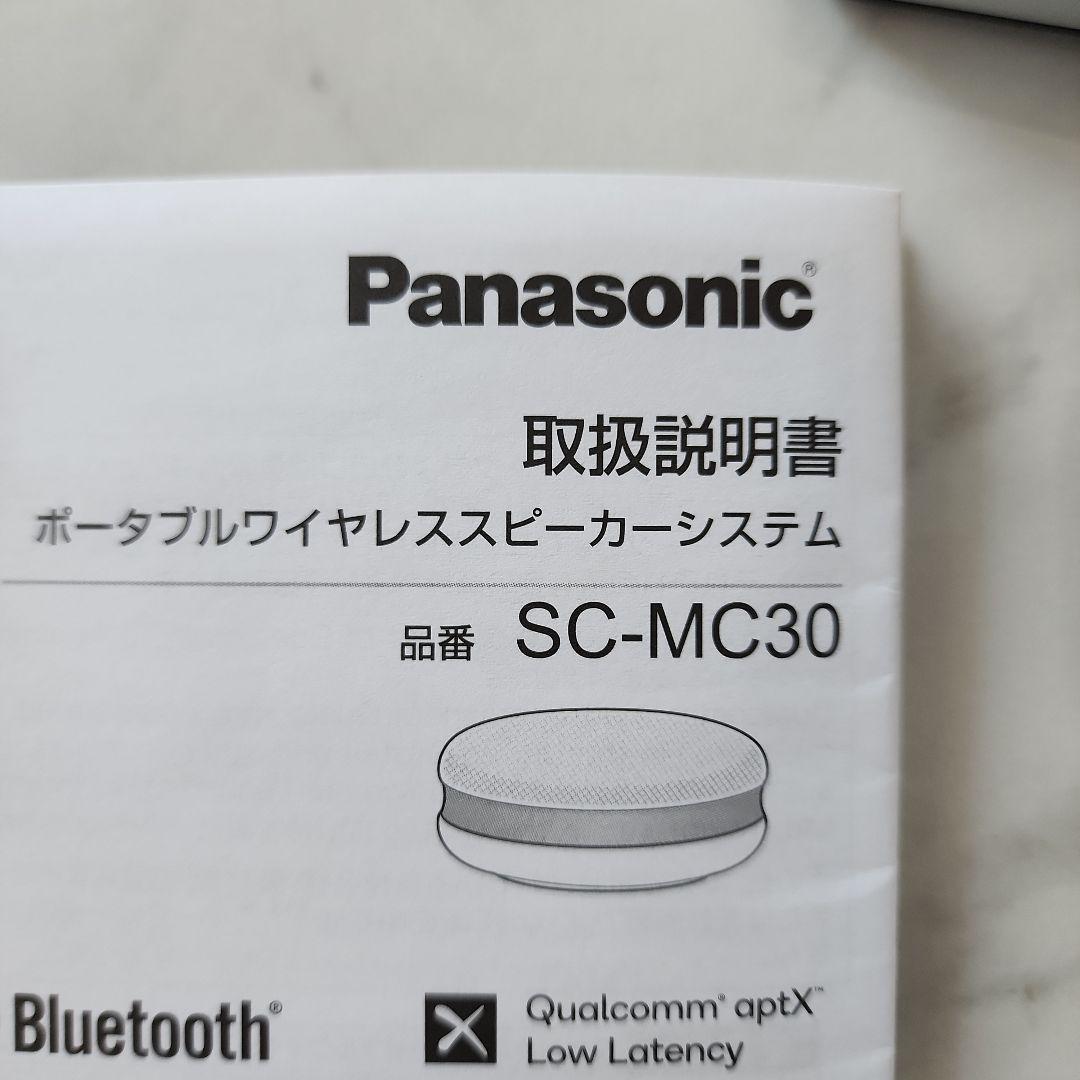 Panasonic®
取扱説明書
ポータブルワイヤレススピーカーシステム
品番 SC-MC30
Bluetooth®
Qualcomm® aptX™
Low Latency